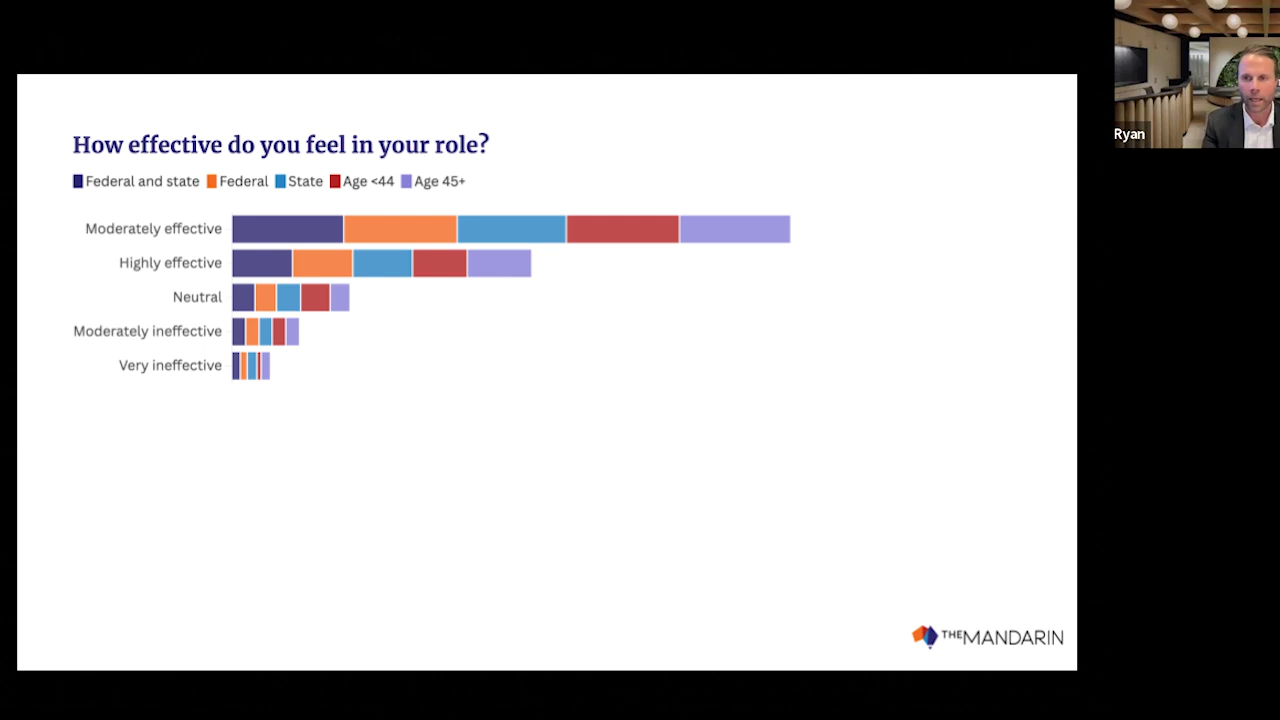 How effective do you feel in your role?
Federal and state Federal State Age <44 Age 45+
Moderately effective
Highly effective
Neutral
Moderately ineffective
Very ineffective
THE MANDARIN
Ryan